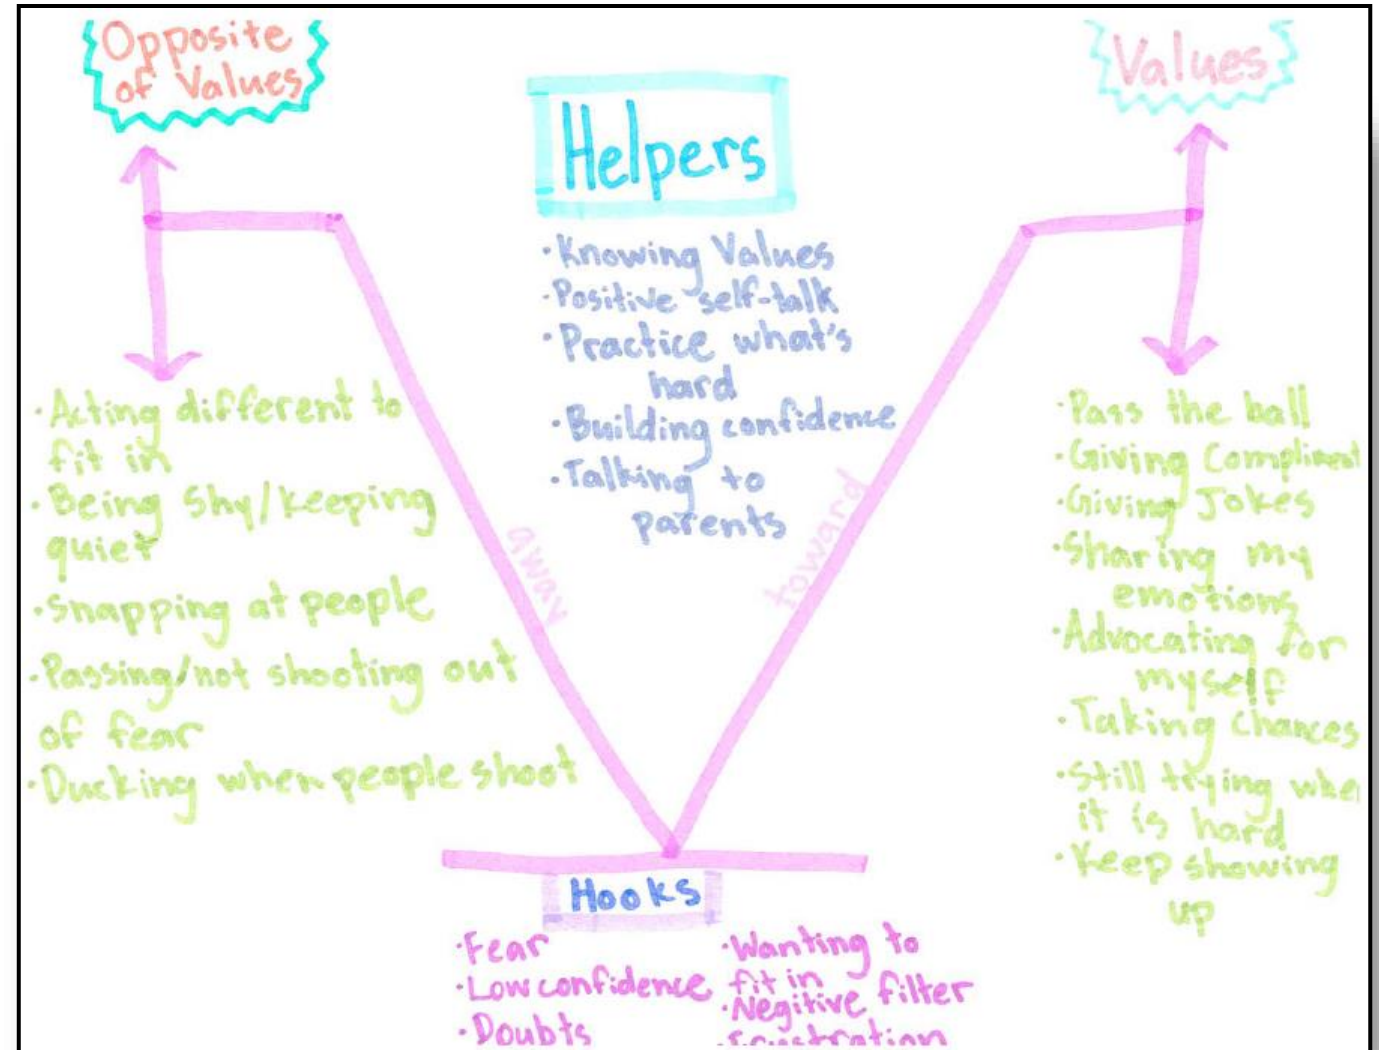 Opposite
of Values
Values
Helpers
·Knowing Values
·Positive self-talk
·Practice what's
hard
·Building confidence
·Talking to
parents
away
toward
·Acting different to
fit in
·Being Shy/keeping
quiet
·Snapping at people
·Passing/not shooting out
of fear
·Ducking when people shoot
·Pass the ball
·Giving Compliment
·Giving Jokes
·Sharing my
emotions
·Advocating for
myself
·Taking chances
·Still trying whe
it is hard
·Keep showing
up
Hooks
·Fear
·Low confidence
·Doubts
·Wanting to
fit in
·Negitive filter
·Frustration